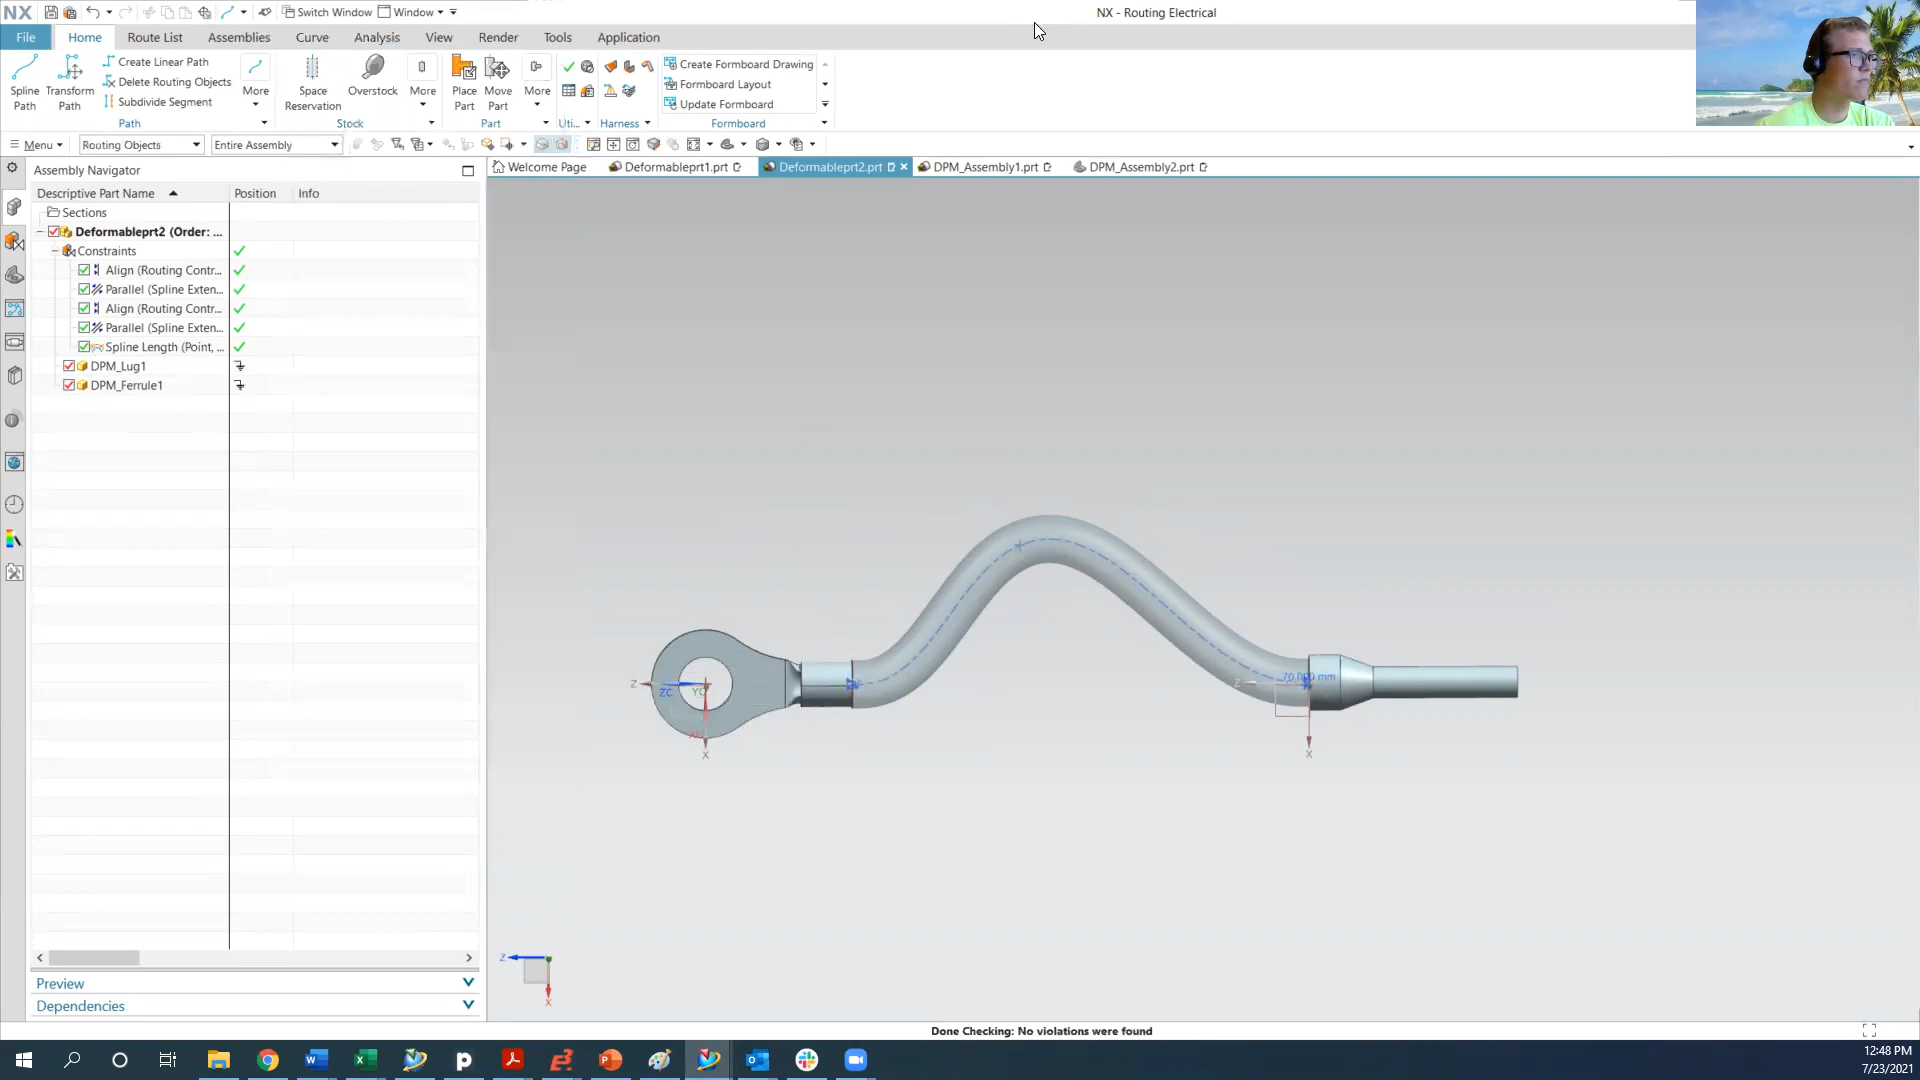 NX Switch Window Window NX - Routing Electrical
File Home Route List Assemblies Curve Analysis View Render Tools Application
Spline Path
Transform Path
Create Linear Path
Delete Routing Objects
Subdivide Segment
More
Path
Space Reservation
Overstock
More
Stock
Place Part
Move Part
More
Part
Uti...
Harness
Create Formboard Drawing
Formboard Layout
Update Formboard
Formboard
Menu Routing Objects Entire Assembly
Assembly Navigator
Welcome Page Deformableprt1.prt Deformableprt2.prt DPM_Assembly1.prt DPM_Assembly2.prt
Descriptive Part Name Position Info
Sections
Deformableprt2 (Order: ...
Constraints
Align (Routing Contr...
Parallel (Spline Exten...
Align (Routing Contr...
Parallel (Spline Exten...
Spline Length (Point, ...
DPM_Lug1
DPM_Ferrule1
Z ZC YC
X
Z 70.000 mm
X
Z
X
Preview
Dependencies
Done Checking: No violations were found
12:48 PM
7/23/2021